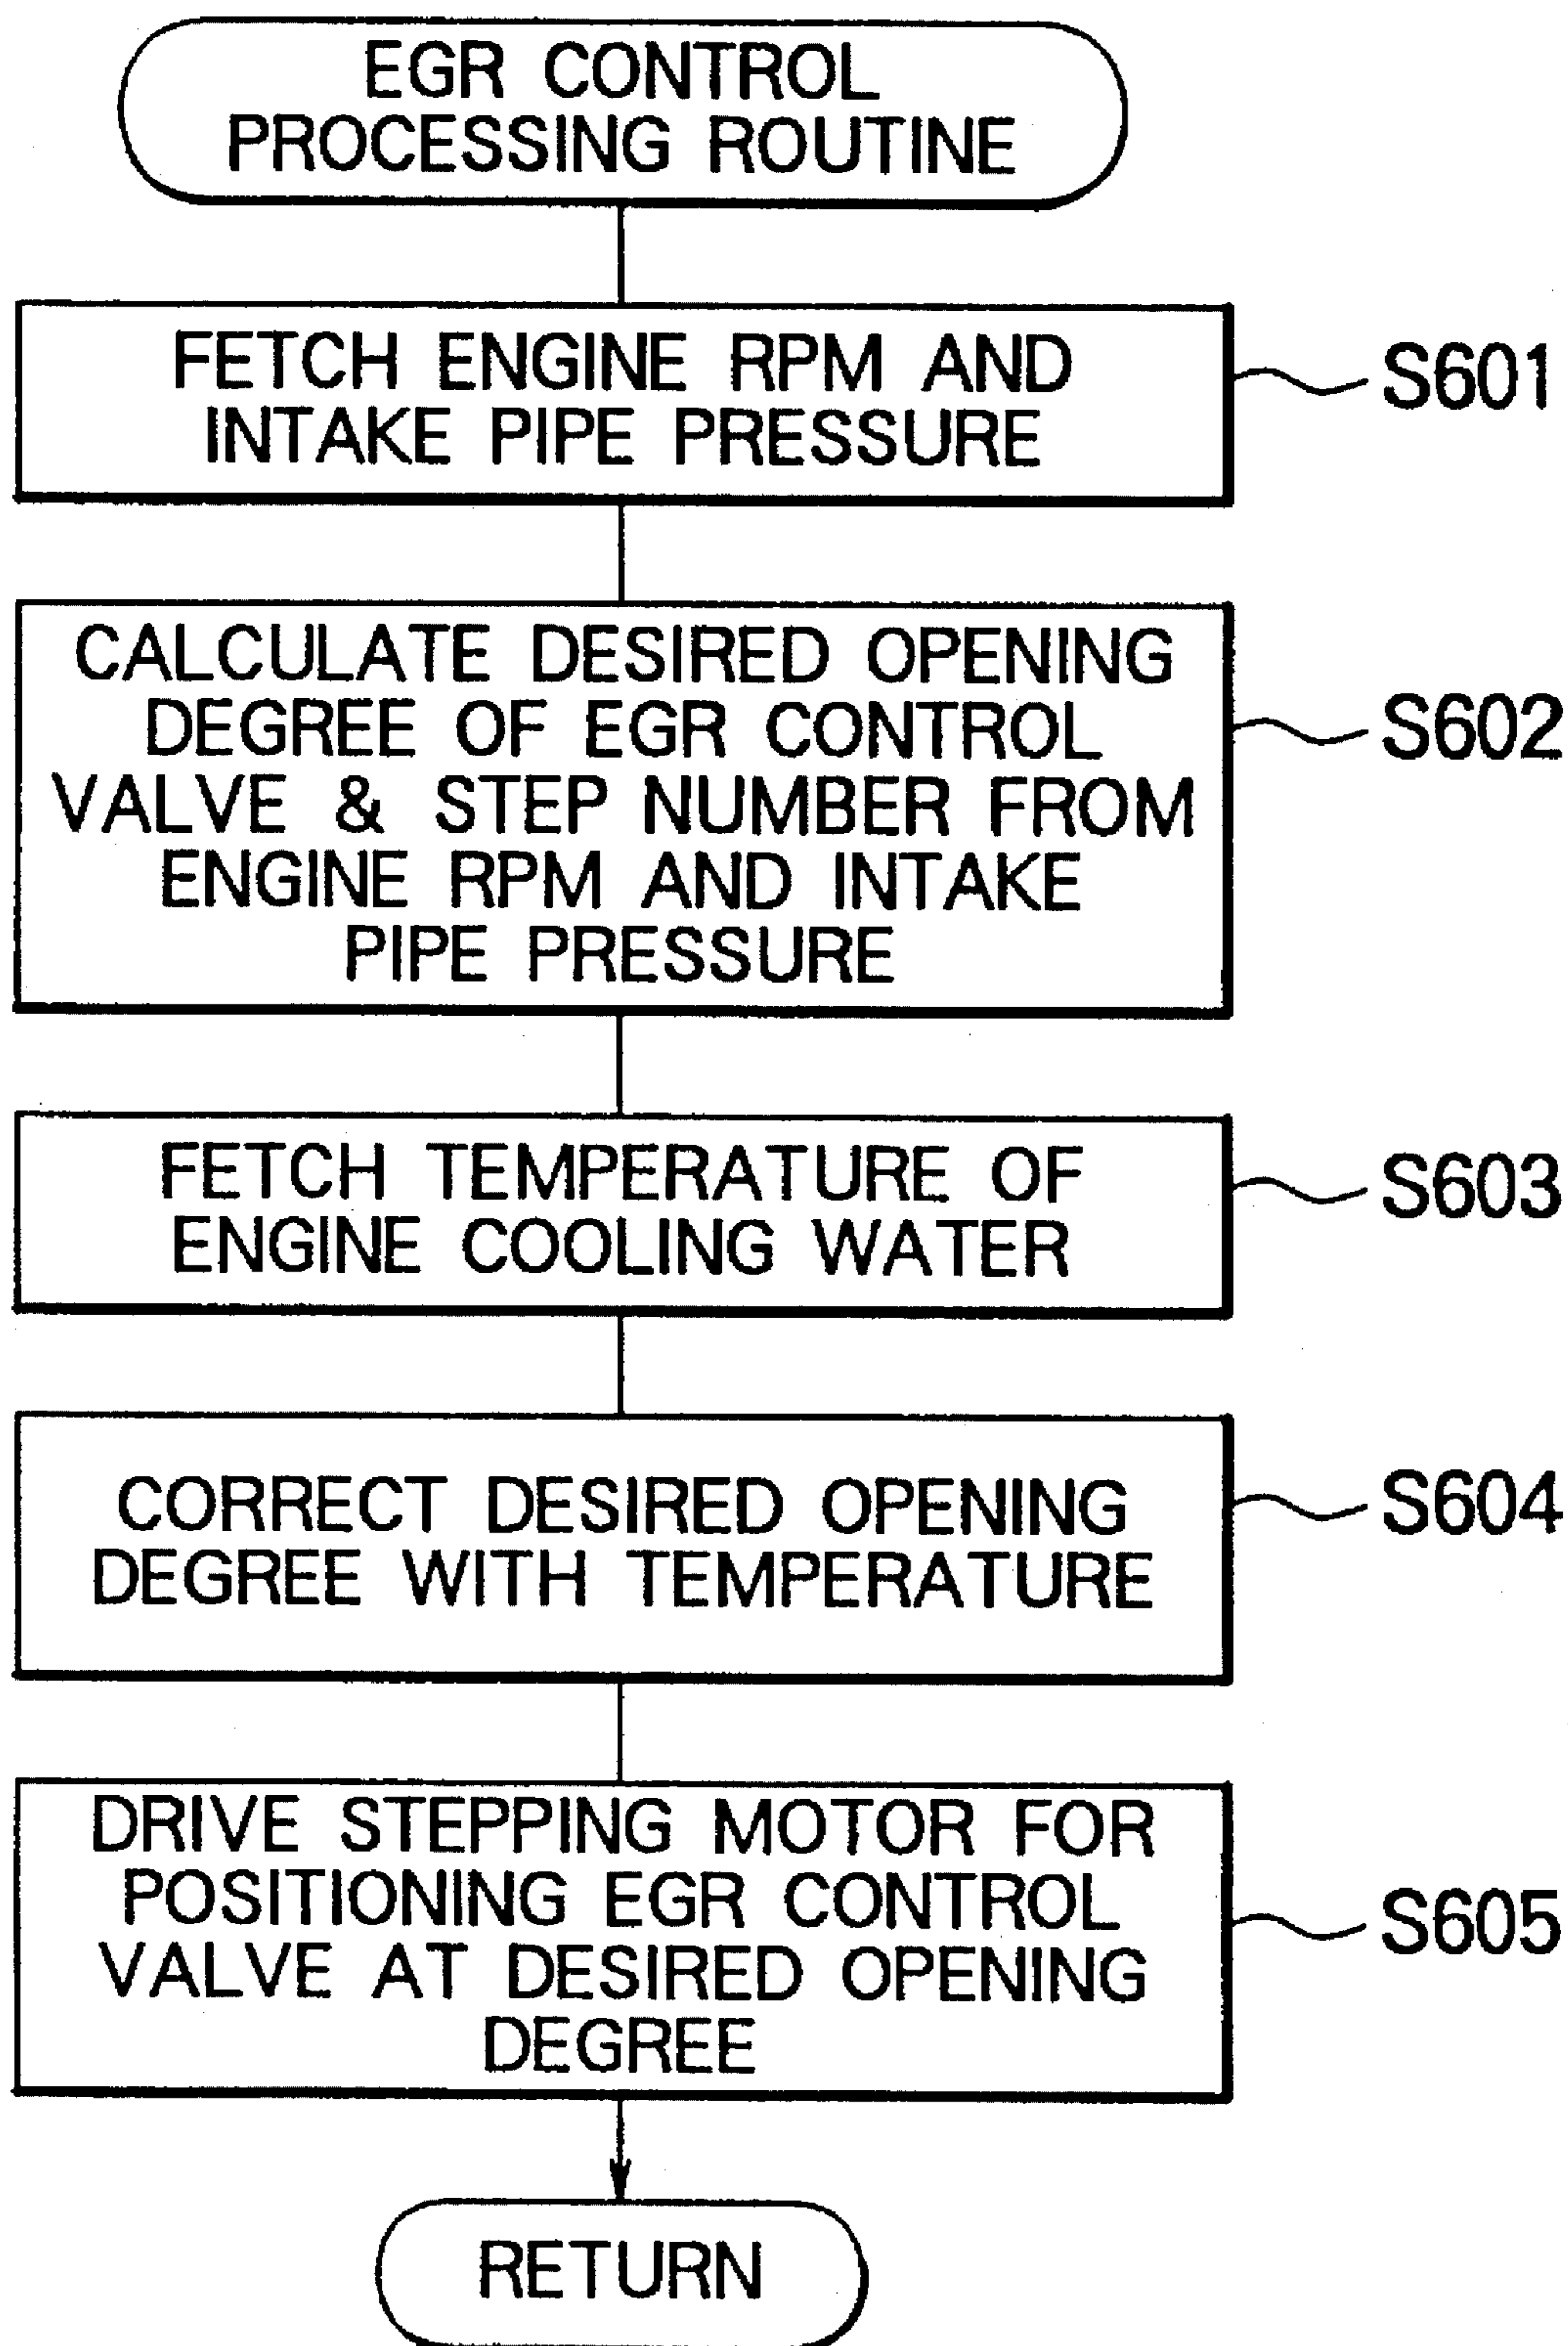 EGR CONTROL
PROCESSING ROUTINE
FETCH ENGINE RPM AND
INTAKE PIPE PRESSURE
S601
CALCULATE DESIRED OPENING
DEGREE OF EGR CONTROL
VALVE & STEP NUMBER FROM
ENGINE RPM AND INTAKE
PIPE PRESSURE
S602
FETCH TEMPERATURE OF
ENGINE COOLING WATER
S603
CORRECT DESIRED OPENING
DEGREE WITH TEMPERATURE
S604
DRIVE STEPPING MOTOR FOR
POSITIONING EGR CONTROL
VALVE AT DESIRED OPENING
DEGREE
S605
RETURN